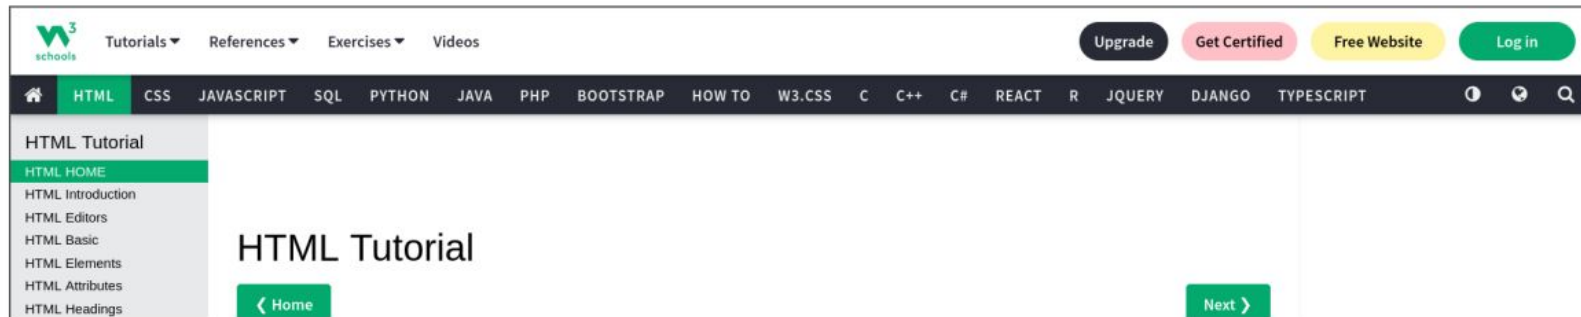 W3 schools Tutorials References Exercises Videos Upgrade Get Certified Free Website Log in
HTML CSS JAVASCRIPT SQL PYTHON JAVA PHP BOOTSTRAP HOW TO W3.CSS C C++ C# REACT R JQUERY DJANGO TYPESCRIPT
HTML Tutorial
HTML HOME
HTML Introduction
HTML Editors
HTML Basic
HTML Elements
HTML Attributes
HTML Headings
HTML Tutorial
❮ Home Next ❯